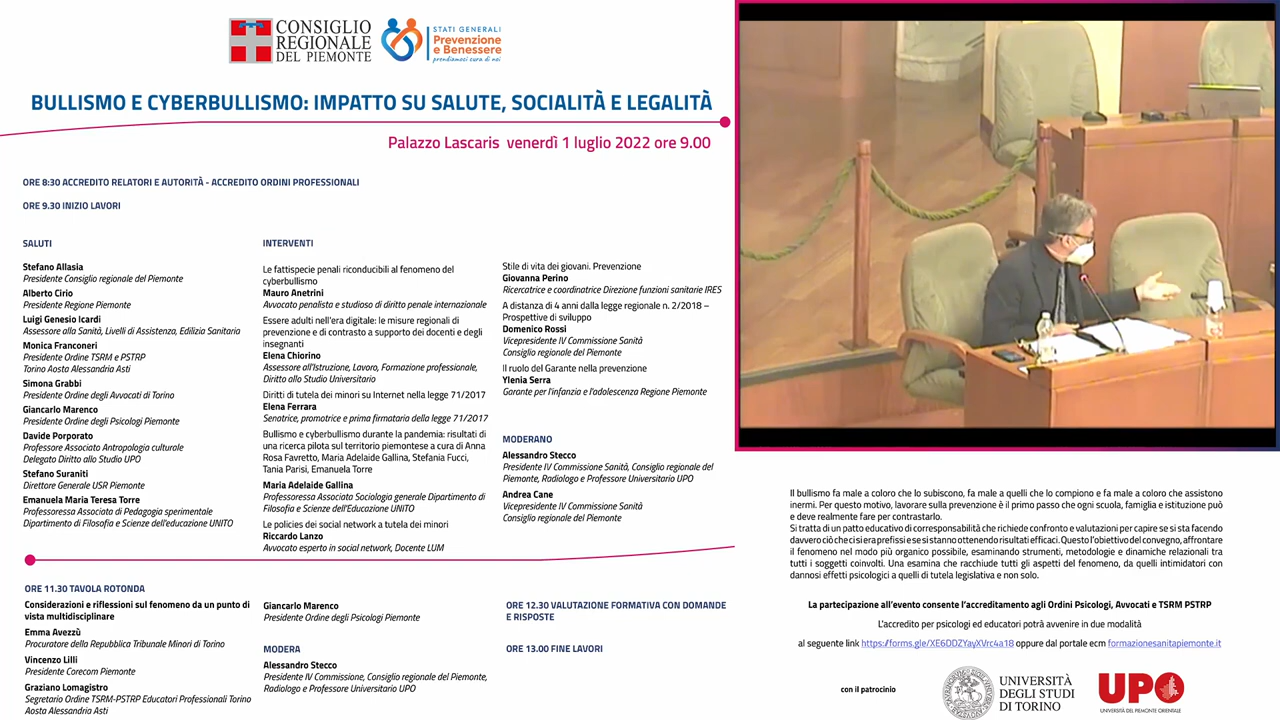 CONSIGLIO
REGIONALE
DEL PIEMONTE
STATI GENERALI
Prevenzione
e Benessere
prendiamoci cura di noi
BULLISMO E CYBERBULLISMO: IMPATTO SU SALUTE, SOCIALITÀ E LEGALITÀ
Palazzo Lascaris venerdì 1 luglio 2022 ore 9.00
ORE 8:30 ACCREDITO RELATORI E AUTORITÀ - ACCREDITO ORDINI PROFESSIONALI
ORE 9.30 INIZIO LAVORI
SALUTI
Stefano Allasia
Presidente Consiglio regionale del Piemonte
Alberto Cirio
Presidente Regione Piemonte
Luigi Genesio Icardi
Assessore alla Sanità, Livelli di Assistenza, Edilizia Sanitaria
Monica Franconeri
Presidente Ordine TSRM e PSTRP
Torino Aosta Alessandria Asti
Simona Grabbi
Presidente Ordine degli Avvocati di Torino
Giancarlo Marenco
Presidente Ordine degli Psicologi Piemonte
Davide Porporato
Professore Associato Antropologia culturale
Delegato Diritto alla Studio UPO
Stefano Suraniti
Direttore Generale USR Piemonte
Emanuela Maria Teresa Torre
Professoressa Associata di Pedagogia sperimentale
Dipartimento di Filosofia e Scienze dell'educazione UNITO
INTERVENTI
Le fattispecie penali riconducibili al fenomeno del
cyberbullismo
Mauro Anetrini
Avvocato penalista e studioso di diritto penale internazionale
Essere adulti nell'era digitale: le misure regionali di
prevenzione e di contrasto a supporto dei docenti e degli
insegnanti
Elena Chiorino
Assessore all'Istruzione, Lavoro, Formazione professionale,
Diritto allo Studio Universitario
Diritti di tutela dei minori su Internet nella legge 71/2017
Elena Ferrara
Senatrice, promotrice e prima firmataria della legge 71/2017
Bullismo e cyberbullismo durante la pandemia: risultati di
una ricerca pilota sul territorio piemontese a cura di Anna
Rosa Favretto, Maria Adelaide Gallina, Stefania Fucci,
Tania Parisi, Emanuela Torre
Maria Adelaide Gallina
Professoressa Associata Sociologia generale Dipartimento di
Filosofia e Scienze dell'Educazione UNITO
Le policies dei social network a tutela dei minori
Riccardo Lanzo
Avvocato esperto in social network, Docente LUM
Stile di vita dei giovani. Prevenzione
Giovanna Perino
Ricercatrice e coordinatrice Direzione funzioni sanitarie IRES
A distanza di 4 anni dalla legge regionale n. 2/2018 –
Prospettive di sviluppo
Domenico Rossi
Vicepresidente IV Commissione Sanità
Consiglio regionale del Piemonte
Il ruolo del Garante nella prevenzione
Ylenia Serra
Garante per l'infanzia e l'adolescenza Regione Piemonte
MODERANO
Alessandro Stecco
Presidente IV Commissione Sanità, Consiglio regionale del
Piemonte, Radiologo e Professore Universitario UPO
Andrea Cane
Vicepresidente IV Commissione Sanità
Consiglio regionale del Piemonte
ORE 11.30 TAVOLA ROTONDA
Considerazioni e riflessioni sul fenomeno da un punto di
vista multidisciplinare
Emma Avezzù
Procuratore della Repubblica Tribunale Minori di Torino
Vincenzo Lilli
Presidente Corecom Piemonte
Graziano Lomagistro
Segretario Ordine TSRM-PSTRP Educatori Professionali Torino
Aosta Alessandria Asti
Giancarlo Marenco
Presidente Ordine degli Psicologi Piemonte
MODERA
Alessandro Stecco
Presidente IV Commissione, Consiglio regionale del Piemonte,
Radiologo e Professore Universitario UPO
ORE 12.30 VALUTAZIONE FORMATIVA CON DOMANDE
E RISPOSTE
ORE 13.00 FINE LAVORI
Il bullismo fa male a coloro che lo subiscono, fa male a quelli che lo compiono e fa male a coloro che assistono
inermi. Per questo motivo, lavorare sulla prevenzione è il primo passo che ogni scuola, famiglia e istituzione può
e deve realmente fare per contrastarlo.
Si tratta di un patto educativo di corresponsabilità che richiede confronto e valutazioni per capire se si sta facendo
davvero ciò che ci si era prefissi e se si stanno ottenendo risultati efficaci. Questo l'obiettivo del convegno, affrontare
il fenomeno nel modo più organico possibile, esaminando strumenti, metodologie e dinamiche relazionali tra
tutti i soggetti coinvolti. Una esamina che racchiude tutti gli aspetti del fenomeno, da quelli intimidatori con
dannosi effetti psicologici a quelli di tutela legislativa e non solo.
La partecipazione all'evento consente l'accreditamento agli Ordini Psicologi, Avvocati e TSRM PSTRP
L'accredito per psicologi ed educatori potrà avvenire in due modalità
al seguente link https://forms.gle/XE6DDZYayXVrc4a18 oppure dal portale ecm formazionesanitapiemonte.it
con il patrocinio
UNIVERSITÀ
DEGLI STUDI
DI TORINO
UPO
UNIVERSITÀ DEL PIEMONTE ORIENTALE